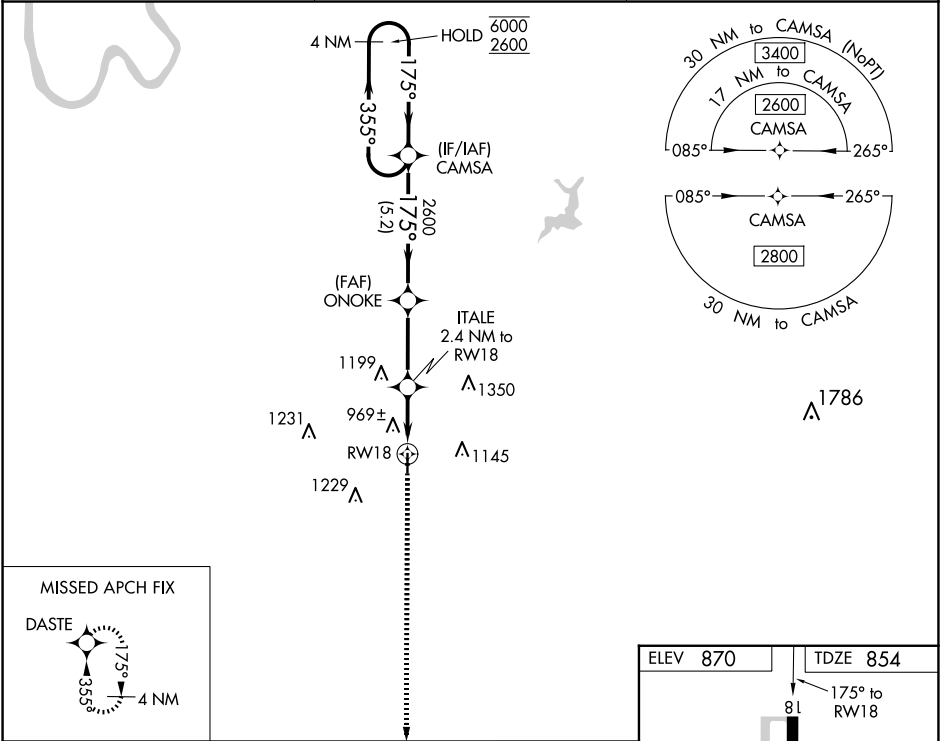 HOLD 6000
2600
4 NM
175°
355°
(IF/IAF)
CAMSA
2600
175°
(5.2)
(FAF)
ONOKE
ITALE
2.4 NM to
RW18
1199
1350
1231
969±
RW18
1145
1229
1786
30 NM to CAMSA (NoPT)
3400
17 NM to CAMSA
2600
CAMSA
085°
265°
085°
265°
CAMSA
2800
30 NM to CAMSA
MISSED APCH FIX
DASTE
175°
355°
4 NM
ELEV 870
TDZE 854
175° to
RW18
18